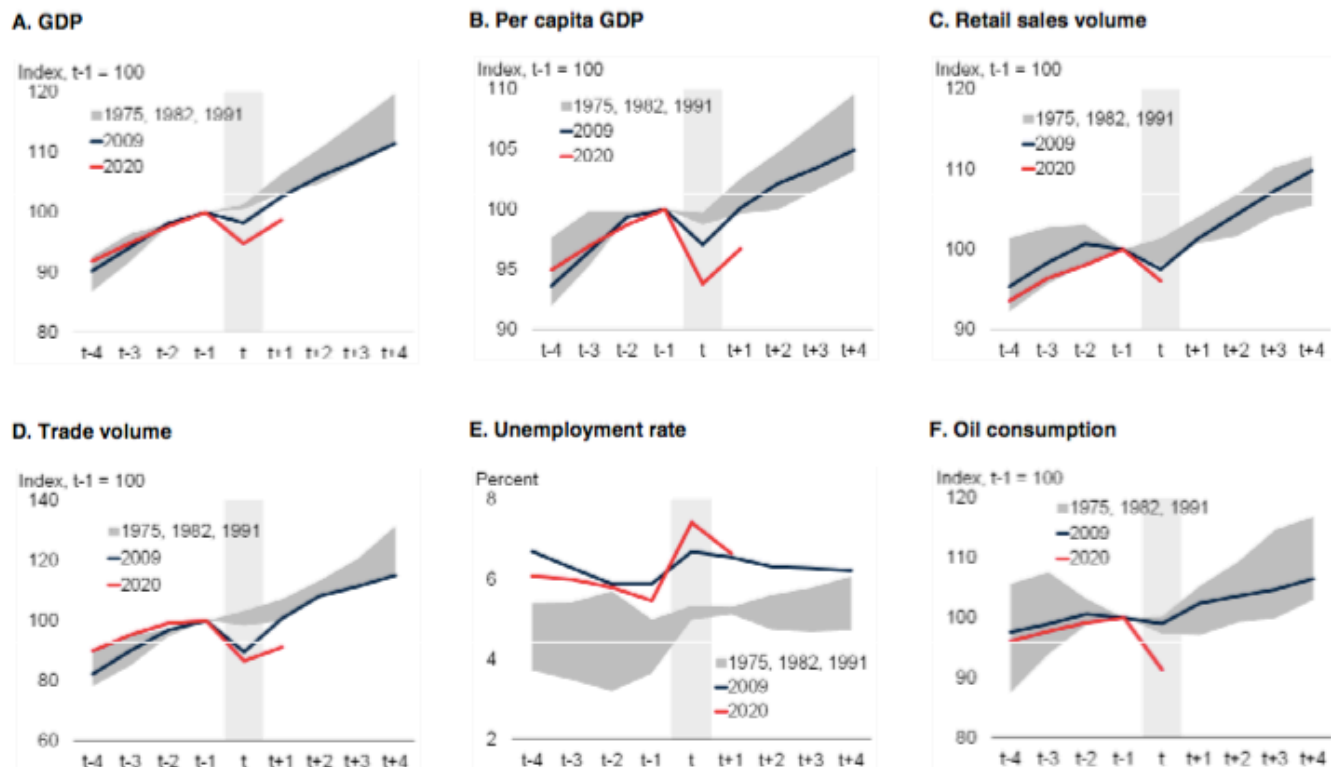 A. GDP
Index, t-1 = 100
120
110
100
90
80
1975, 1982, 1991
2009
2020
t-4 t-3 t-2 t-1 t t+1 t+2 t+3 t+4
B. Per capita GDP
Index, t-1 = 100
110
105
100
95
90
1975, 1982, 1991
2009
2020
t-4 t-3 t-2 t-1 t t+1 t+2 t+3 t+4
C. Retail sales volume
Index, t-1 = 100
120
110
100
90
1975, 1982, 1991
2009
2020
t-4 t-3 t-2 t-1 t t+1 t+2 t+3 t+4
D. Trade volume
Index, t-1 = 100
140
120
100
80
60
1975, 1982, 1991
2009
2020
t-4 t-3 t-2 t-1 t t+1 t+2 t+3 t+4
E. Unemployment rate
Percent
8
6
4
2
1975, 1982, 1991
2009
2020
t-4 t-3 t-2 t-1 t t+1 t+2 t+3 t+4
F. Oil consumption
Index, t-1 = 100
120
110
100
90
80
1975, 1982, 1991
2009
2020
t-4 t-3 t-2 t-1 t t+1 t+2 t+3 t+4